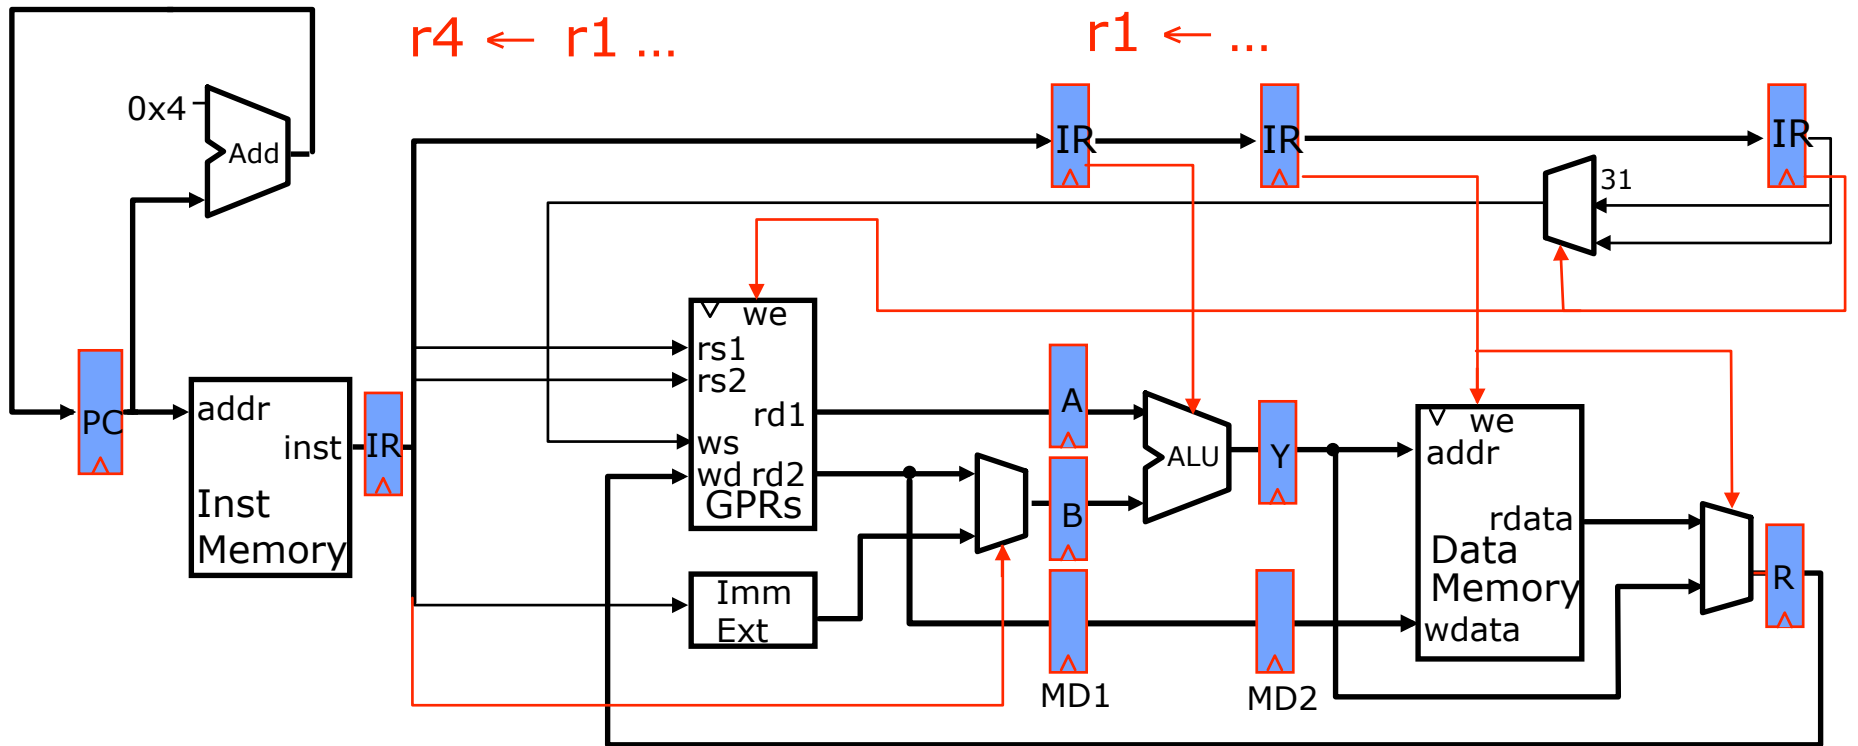 r4 ← r1 ...
r1 ← ...
0x4
Add
IR
IR
IR
31
we
rs1
rs2
rd1
ws
wd rd2
GPRs
PC
addr
inst
Inst
Memory
IR
A
B
ALU
Y
we
addr
rdata
Data
Memory
wdata
R
Imm
Ext
MD1
MD2